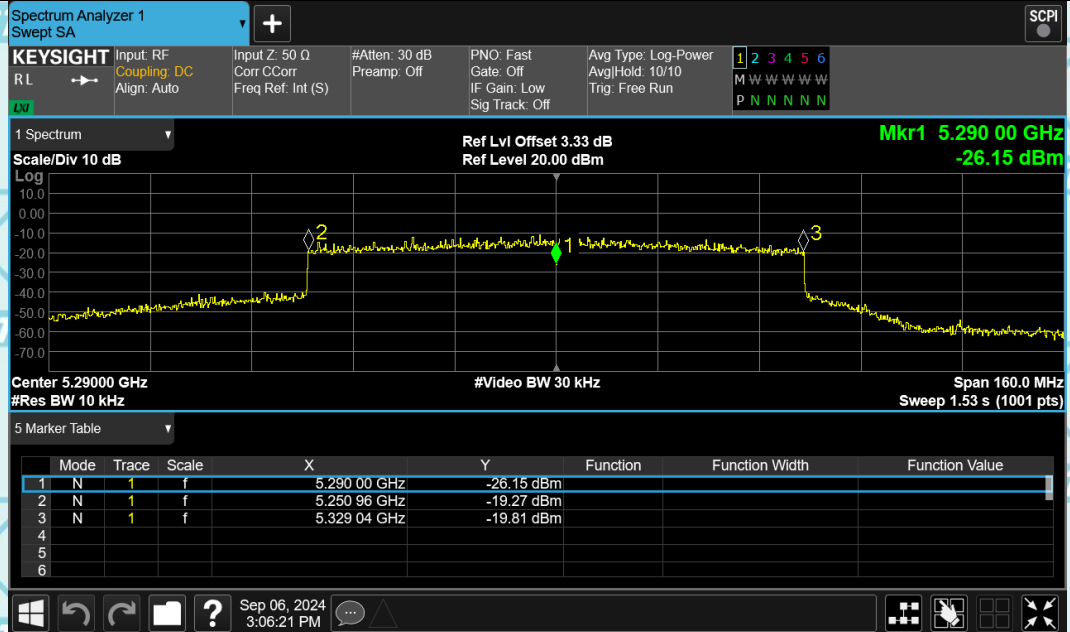 Spectrum Analyzer 1
Swept SA
+
SCPI
KEYSIGHT
RL
LXI
Input: RF
Coupling: DC
Align: Auto
Input Z: 50 Ω
Corr CCorr
Freq Ref: Int (S)
#Atten: 30 dB
Preamp: Off
PNO: Fast
Gate: Off
IF Gain: Low
Sig Track: Off
Avg Type: Log-Power
Avg|Hold: 10/10
Trig: Free Run
1 2 3 4 5 6
M W W W W W
P N N N N N
1 Spectrum
Scale/Div 10 dB
Ref Lvl Offset 3.33 dB
Ref Level 20.00 dBm
Mkr1 5.290 00 GHz
-26.15 dBm
Log
10.0
0.00
-10.0
-20.0
-30.0
-40.0
-50.0
-60.0
-70.0
2
1
3
Center 5.29000 GHz
#Video BW 30 kHz
Span 160.0 MHz
#Res BW 10 kHz
Sweep 1.53 s (1001 pts)
5 Marker Table
Mode Trace Scale X Y Function Function Width Function Value
1 N 1 f 5.290 00 GHz -26.15 dBm
2 N 1 f 5.250 96 GHz -19.27 dBm
3 N 1 f 5.329 04 GHz -19.81 dBm
4
5
6
?
Sep 06, 2024
3:06:21 PM